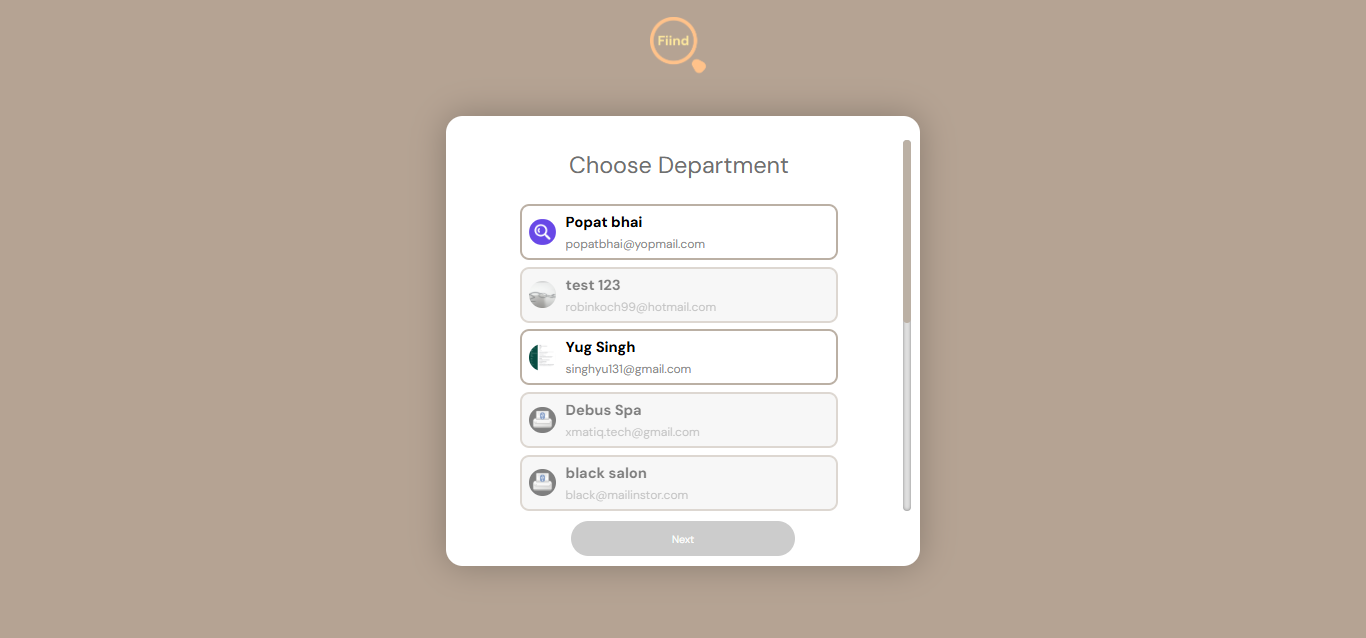 Fiind
Choose Department
Popat bhai
popatbhai@yopmail.com
test 123
robinkoch99@hotmail.com
Yug Singh
singhyu131@gmail.com
Debus Spa
xmatiq.tech@gmail.com
black salon
black@mailinstor.com
Next